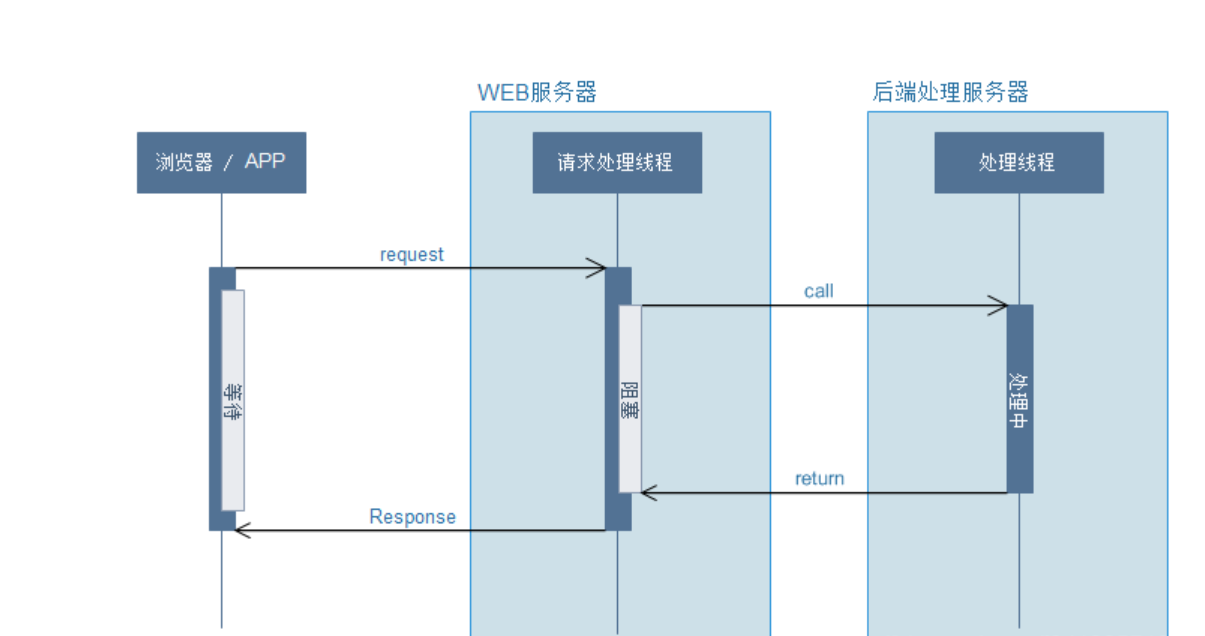 WEB服务器
后端处理服务器
浏览器 / APP
请求处理线程
处理线程
request
call
等待
阻塞
处理中
return
Response